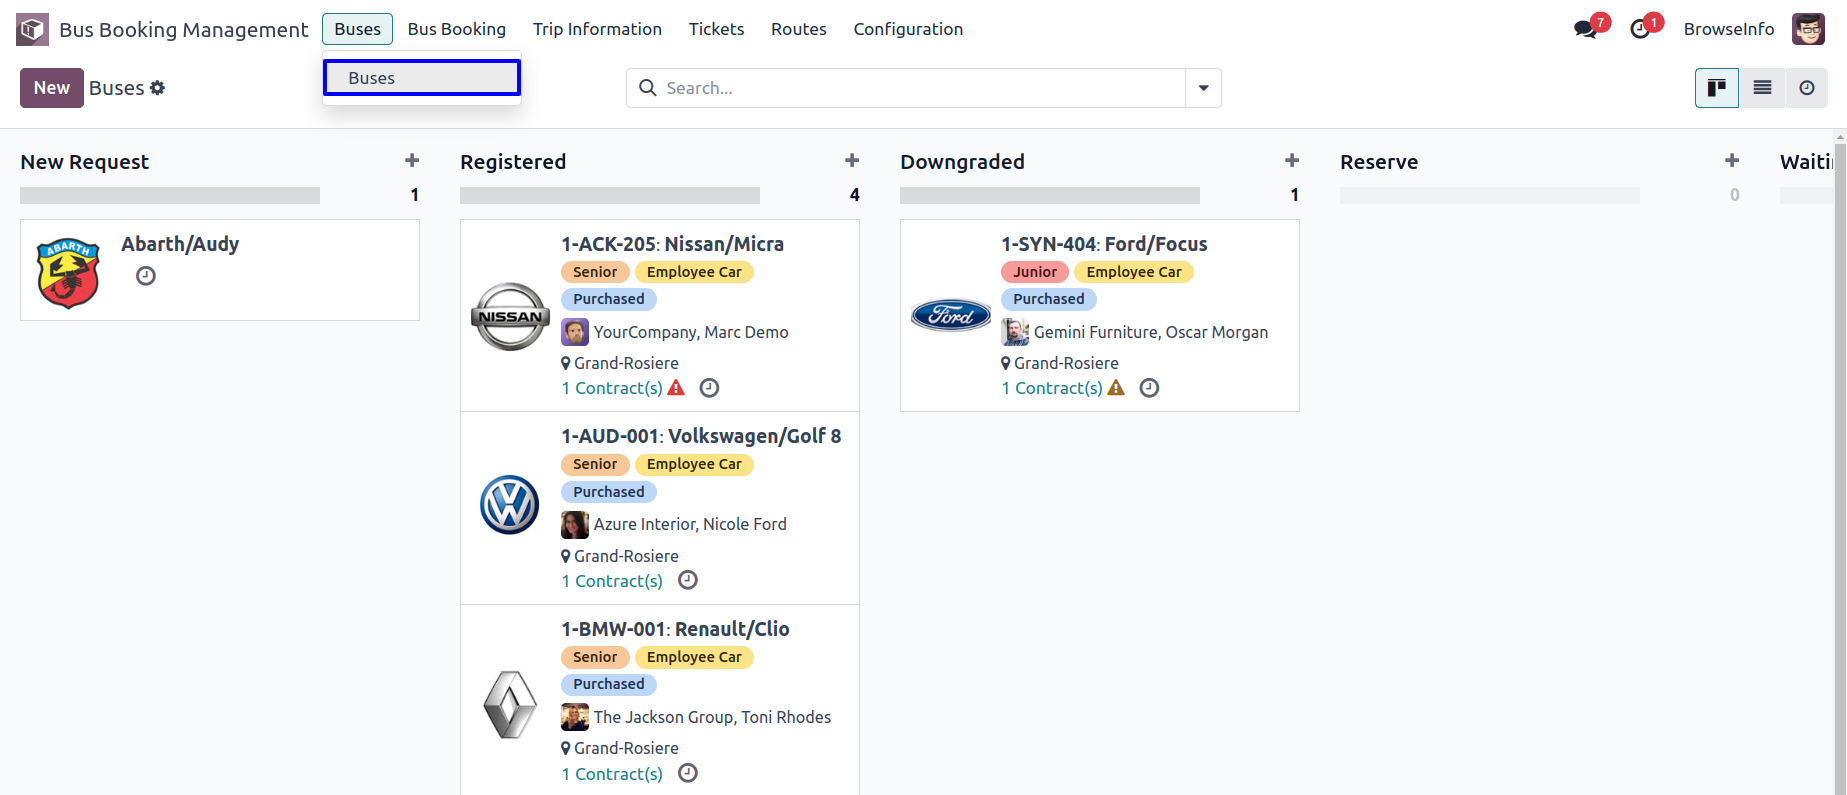 Bus Booking Management Buses Bus Booking Trip Information Tickets Routes Configuration 7 1 BrowseInfo
New Buses Buses Search...
New Request Registered Downgraded Reserve Waiti
1 4 1 0
ABARTH Abarth/Audy
NISSAN
1-ACK-205: Nissan/Micra
Senior Employee Car
Purchased
YourCompany, Marc Demo
Grand-Rosiere
1 Contract(s)
1-AUD-001: Volkswagen/Golf 8
Senior Employee Car
Purchased
Azure Interior, Nicole Ford
Grand-Rosiere
1 Contract(s)
1-BMW-001: Renault/Clio
Senior Employee Car
Purchased
The Jackson Group, Toni Rhodes
Grand-Rosiere
1 Contract(s)
Ford
1-SYN-404: Ford/Focus
Junior Employee Car
Purchased
Gemini Furniture, Oscar Morgan
Grand-Rosiere
1 Contract(s)